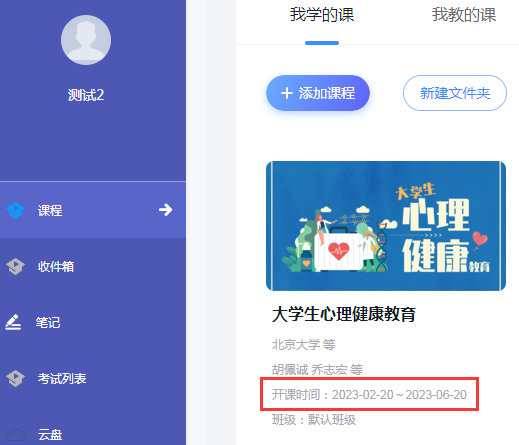 我学的课
我教的课
测试2
添加课程
新建文件夹
课程
收件箱
笔记
考试列表
云盘
大学生
心理
健康教育
大学生心理健康教育
北京大学 等
胡佩诚 乔志宏 等
开课时间：2023-02-20～2023-06-20
班级：默认班级